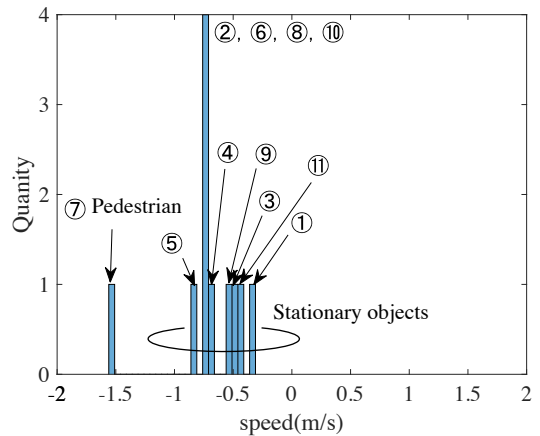 4
②, ⑥, ⑧, ⑩
3
④ ⑨ ⑪
2
⑦ Pedestrian ③
⑤ ①
1
Stationary objects
0
Quanity
-2 -1.5 -1 -0.5 0 0.5 1 1.5 2
speed(m/s)